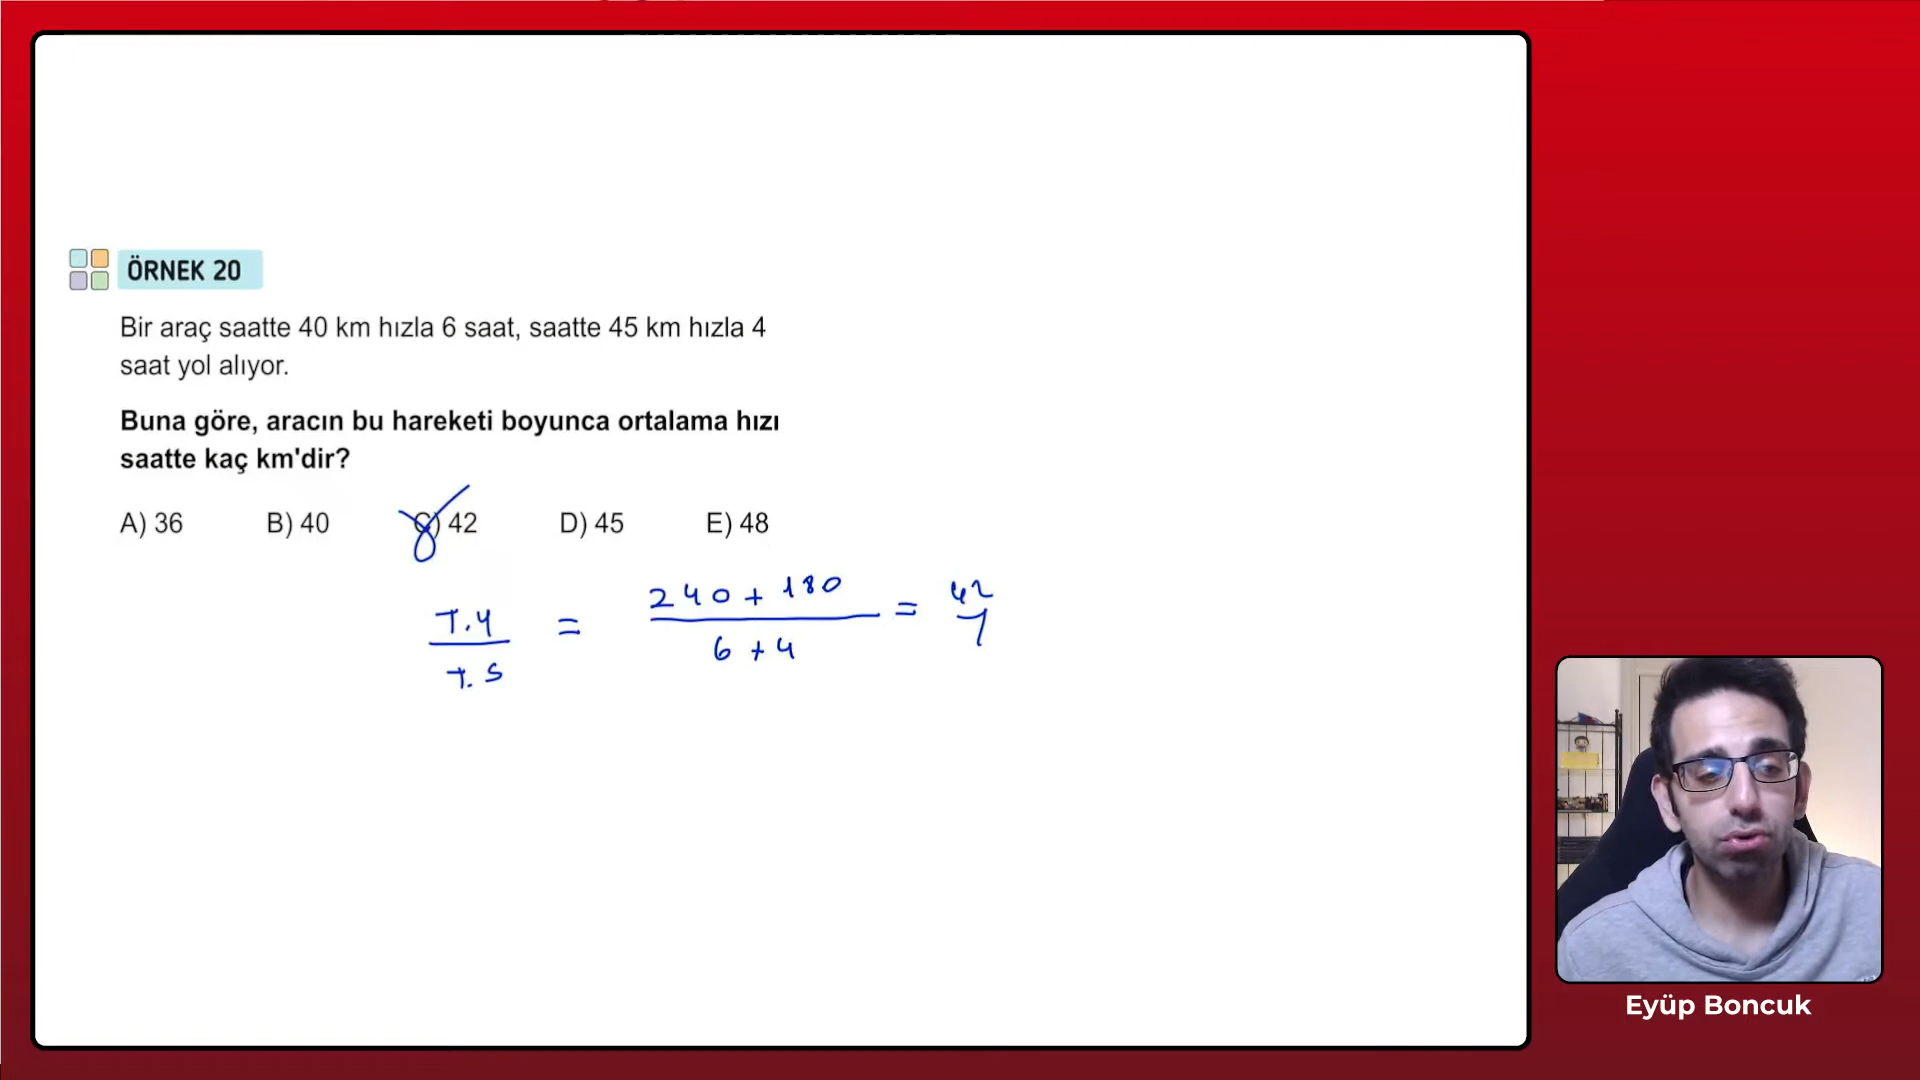 ÖRNEK 20
Bir araç saatte 40 km hızla 6 saat, saatte 45 km hızla 4
saat yol alıyor.
Buna göre, aracın bu hareketi boyunca ortalama hızı
saatte kaç km'dir?
A) 36 B) 40 C) 42 D) 45 E) 48
T.Y / T.S = 240 + 180 / 6 + 4 = 42
Eyüp Boncuk